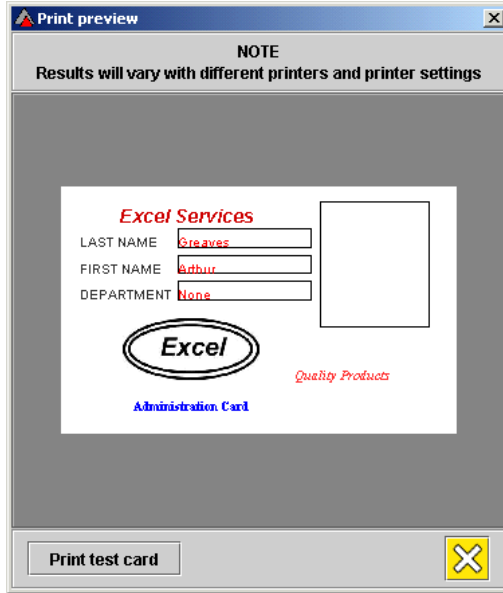 Print preview
NOTE
Results will vary with different printers and printer settings
Excel Services
LAST NAME Greaves
FIRST NAME Arthur
DEPARTMENT None
Excel
Quality Products
Administration Card
Print test card